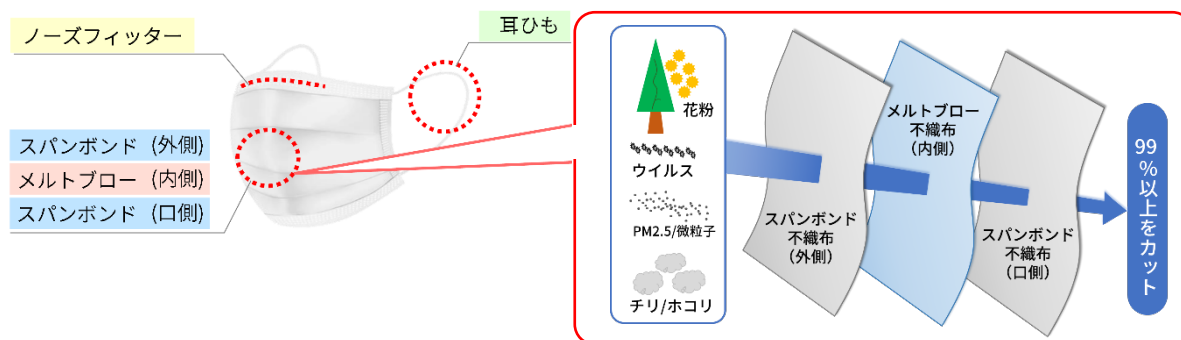 ノーズフィッター
耳ひも
スパンボンド (外側)
メルトブロー (内側)
スパンボンド (口側)
花粉
ウイルス
PM2.5/微粒子
チリ/ホコリ
スパンボンド
不織布
(外側)
メルトブロー
不織布
(内側)
スパンボンド
不織布
(口側)
99%以上をカット